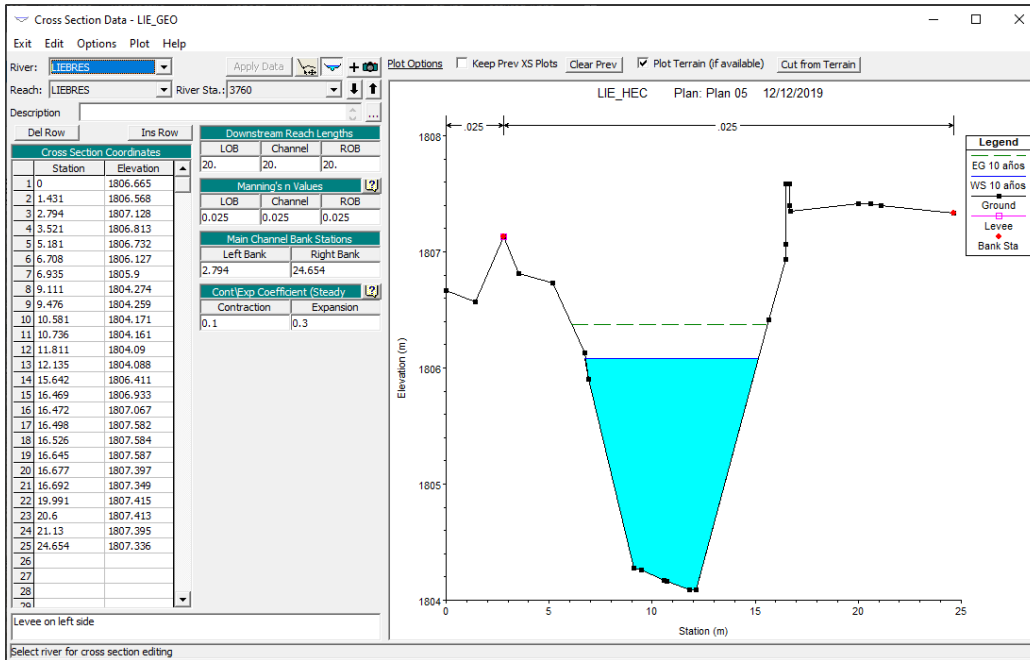 Cross Section Data - LIE_GEO
Exit Edit Options Plot Help
River: LIEBRES Apply Data Plot Options Keep Prev XS Plots Clear Prev Plot Terrain (if available) Cut from Terrain
Reach: LIEBRES River Sta.: 3760
Description ...
Del Row Ins Row
Cross Section Coordinates
Station Elevation
1 0 1806.665
2 1.431 1806.568
3 2.794 1807.128
4 3.521 1806.813
5 5.181 1806.732
6 6.708 1806.127
7 6.935 1805.9
8 9.111 1804.274
9 9.476 1804.259
10 10.581 1804.171
11 10.736 1804.161
12 11.811 1804.09
13 12.135 1804.088
14 15.642 1806.411
15 16.469 1806.933
16 16.472 1807.067
17 16.498 1807.582
18 16.526 1807.584
19 16.645 1807.587
20 16.677 1807.397
21 16.692 1807.349
22 19.991 1807.415
23 20.6 1807.413
24 21.13 1807.395
25 24.654 1807.336
26
27
28
29
Downstream Reach Lengths
LOB Channel ROB
20. 20. 20.
Manning's n Values ?
LOB Channel ROB
0.025 0.025 0.025
Main Channel Bank Stations
Left Bank Right Bank
2.794 24.654
Cont\Exp Coefficient (Steady ?
Contraction Expansion
0.1 0.3
LIE_HEC Plan: Plan 05 12/12/2019
.025 .025
1808
1807
1806
1805
1804
Elevation (m)
0 5 10 15 20 25
Station (m)
Legend
EG 10 años
WS 10 años
Ground
Levee
Bank Sta
Levee on left side
Select river for cross section editing